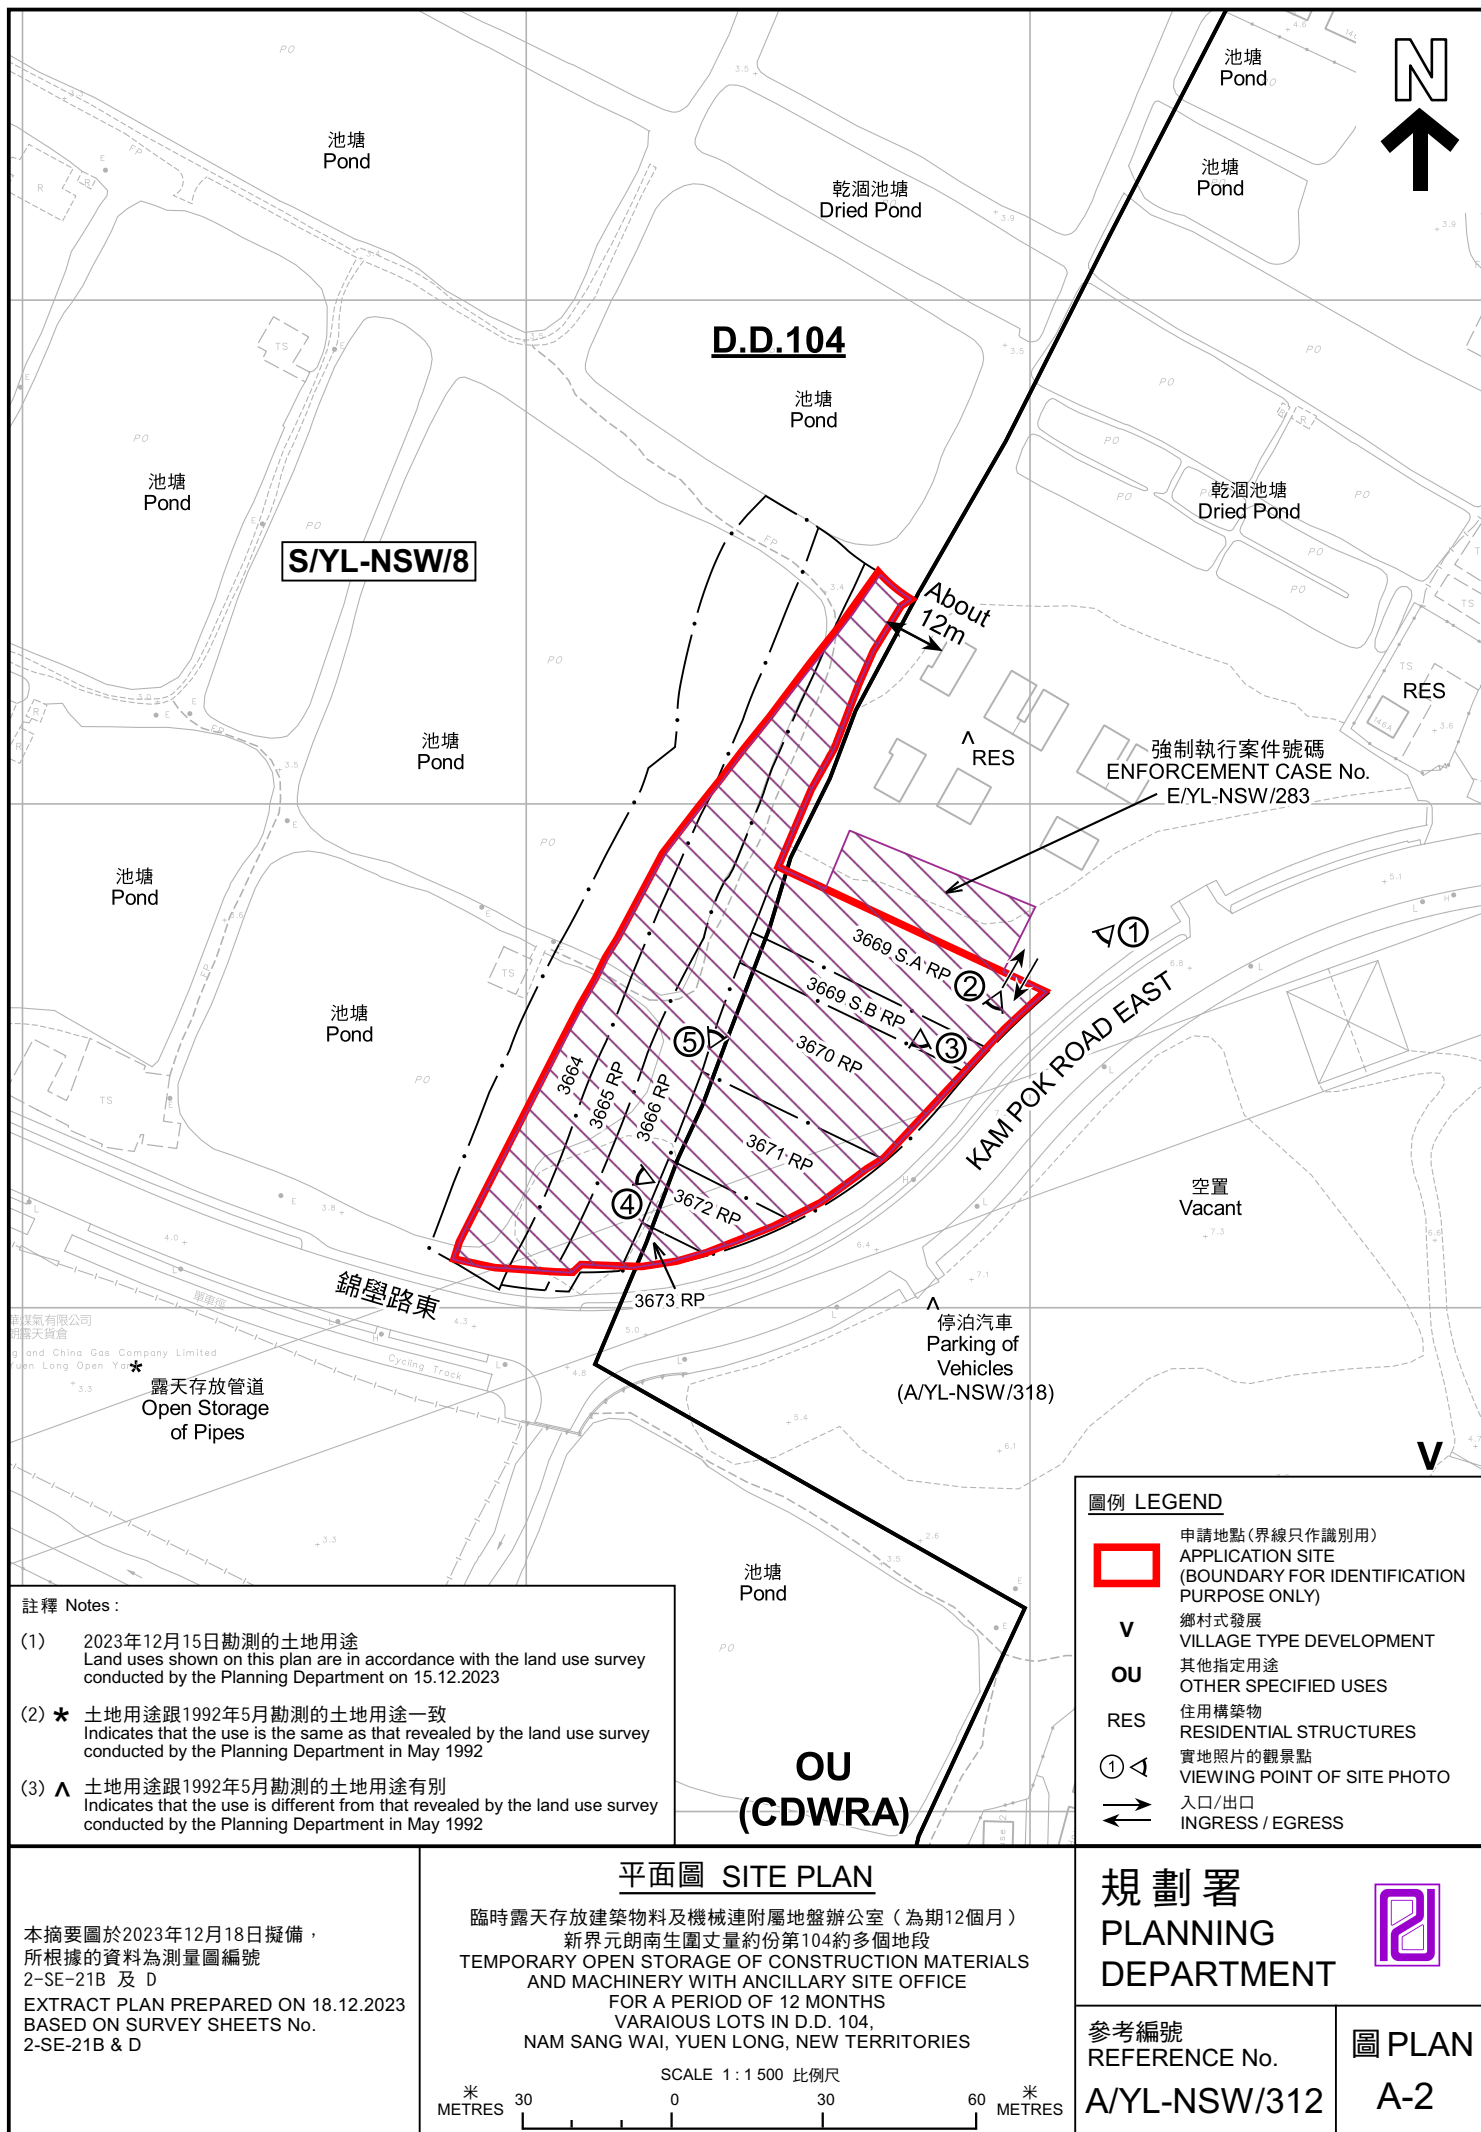 池塘
Pond
池塘
Pond
池塘
Pond
乾涸池塘
Dried Pond
N
D.D.104
池塘
Pond
池塘
Pond
乾涸池塘
Dried Pond
S/YL-NSW/8
About
12m
RES
池塘
Pond
^
RES
強制執行案件號碼
ENFORCEMENT CASE No.
E/YL-NSW/283
池塘
Pond
池塘
Pond
3669 S.A RP
3669 S.B RP
3670 RP
3671 RP
3672 RP
3673 RP
3664
3665 RP
3666 RP
1
2
3
4
5
KAM POK ROAD EAST
錦壆路東
空置
Vacant
^
停泊汽車
Parking of
Vehicles
(A/YL-NSW/318)
單車徑
Cycling Track
*
露天存放管道
Open Storage
of Pipes
池塘
Pond
V
OU
(CDWRA)
圖例 LEGEND
申請地點(界線只作識別用)
APPLICATION SITE
(BOUNDARY FOR IDENTIFICATION
PURPOSE ONLY)
V 鄉村式發展
VILLAGE TYPE DEVELOPMENT
OU 其他指定用途
OTHER SPECIFIED USES
RES 住用構築物
RESIDENTIAL STRUCTURES
1 實地照片的觀景點
VIEWING POINT OF SITE PHOTO
入口/出口
INGRESS / EGRESS
註釋 Notes :
(1) 2023年12月15日勘測的土地用途
Land uses shown on this plan are in accordance with the land use survey
conducted by the Planning Department on 15.12.2023
(2) * 土地用途跟1992年5月勘測的土地用途一致
Indicates that the use is the same as that revealed by the land use survey
conducted by the Planning Department in May 1992
(3) ^ 土地用途跟1992年5月勘測的土地用途有別
Indicates that the use is different from that revealed by the land use survey
conducted by the Planning Department in May 1992
本摘要圖於2023年12月18日擬備，
所根據的資料為測量圖編號
2-SE-21B 及 D
EXTRACT PLAN PREPARED ON 18.12.2023
BASED ON SURVEY SHEETS No.
2-SE-21B & D
平面圖 SITE PLAN
臨時露天存放建築物料及機械連附屬地盤辦公室（為期12個月）
新界元朗南生圍丈量約份第104約多個地段
TEMPORARY OPEN STORAGE OF CONSTRUCTION MATERIALS
AND MACHINERY WITH ANCILLARY SITE OFFICE
FOR A PERIOD OF 12 MONTHS
VARAIOUS LOTS IN D.D. 104,
NAM SANG WAI, YUEN LONG, NEW TERRITORIES
SCALE 1 : 1 500 比例尺
米
METRES 30 0 30 60 米
METRES
規劃署
PLANNING
DEPARTMENT
參考編號
REFERENCE No.
A/YL-NSW/312
圖 PLAN
A-2